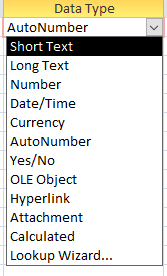 Data Type
AutoNumber
Short Text
Long Text
Number
Date/Time
Currency
AutoNumber
Yes/No
OLE Object
Hyperlink
Attachment
Calculated
Lookup Wizard...